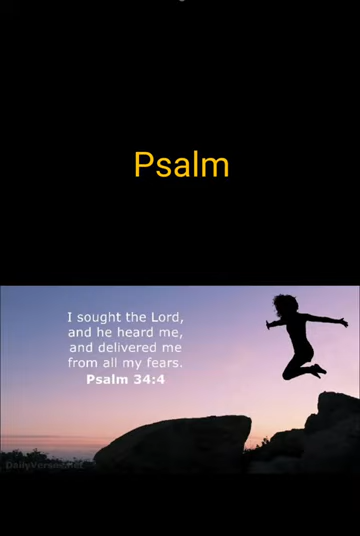 Psalm
I sought the Lord,
and he heard me,
and delivered me
from all my fears.
Psalm 34:4
DailyVerses.net